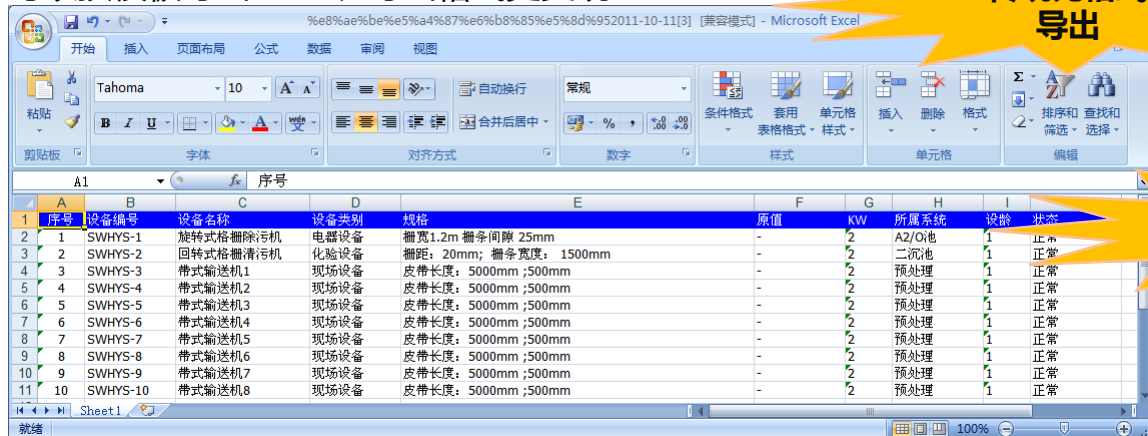 导出
%e8%ae%be%e5%a4%87%e6%b8%85%e5%8d%952011-10-11[3] [兼容模式] - Microsoft Excel
开始 插入 页面布局 公式 数据 审阅 视图
Tahoma 10 自动换行 常规
粘贴 B I U 合并后居中 % , 条件格式 套用表格格式 单元格样式 插入 删除 格式 Σ 排序和筛选 查找和选择
剪贴板 字体 对齐方式 数字 样式 单元格 编辑
A1 fx 序号
A B C D E F G H I
1 序号 设备编号 设备名称 设备类别 规格 原值 KW 所属系统 设龄 状态
2 1 SWHYS-1 旋转式格栅除污机 电器设备 栅宽1.2m 栅条间隙 25mm - 2 A2/O池 1 正常
3 2 SWHYS-2 回转式格栅清污机 化验设备 栅距：20mm; 栅条宽度： 1500mm - 2 二沉池 1 正常
4 3 SWHYS-3 带式输送机1 现场设备 皮带长度：5000mm ;500mm - 2 预处理 1 正常
5 4 SWHYS-4 带式输送机2 现场设备 皮带长度：5000mm ;500mm - 2 预处理 1 正常
6 5 SWHYS-5 带式输送机3 现场设备 皮带长度：5000mm ;500mm - 2 预处理 1 正常
7 6 SWHYS-6 带式输送机4 现场设备 皮带长度：5000mm ;500mm - 2 预处理 1 正常
8 7 SWHYS-7 带式输送机5 现场设备 皮带长度：5000mm ;500mm - 2 预处理 1 正常
9 8 SWHYS-8 带式输送机6 现场设备 皮带长度：5000mm ;500mm - 2 预处理 1 正常
10 9 SWHYS-9 带式输送机7 现场设备 皮带长度：5000mm ;500mm - 2 预处理 1 正常
11 10 SWHYS-10 带式输送机8 现场设备 皮带长度：5000mm ;500mm - 2 预处理 1 正常
Sheet1
就绪 100%